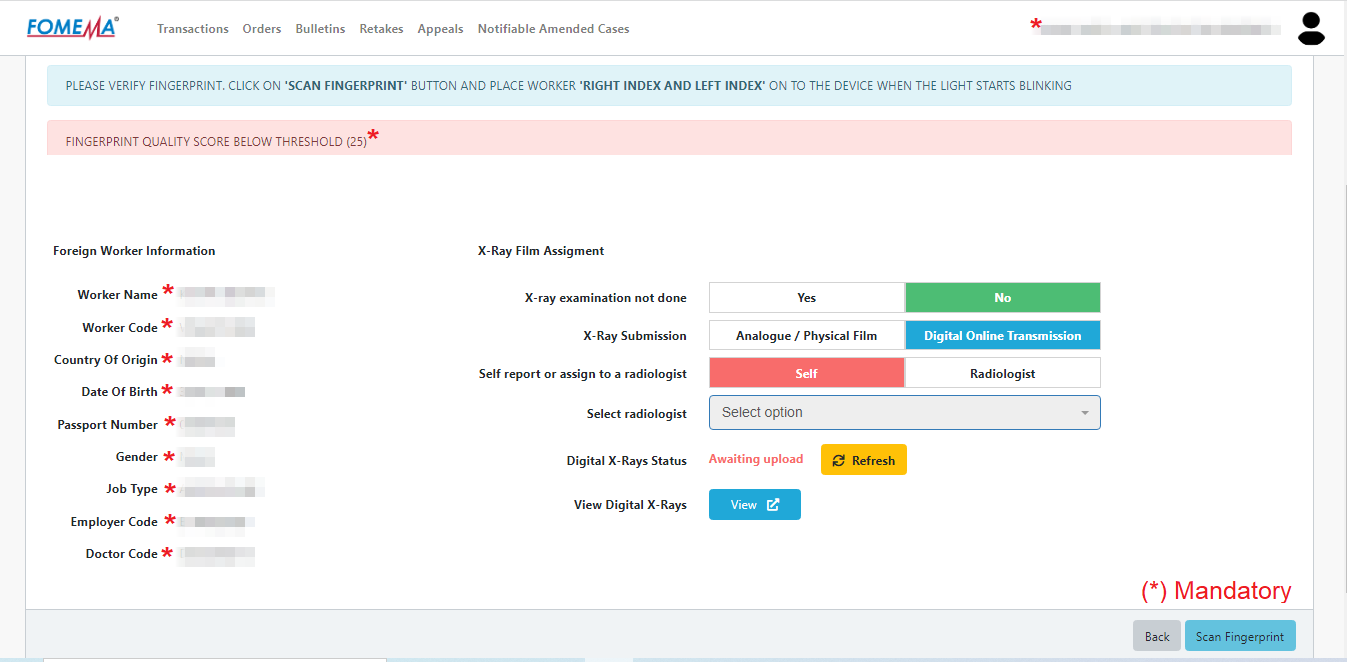 FOMEMA®
Transactions Orders Bulletins Retakes Appeals Notifiable Amended Cases *
PLEASE VERIFY FINGERPRINT. CLICK ON 'SCAN FINGERPRINT' BUTTON AND PLACE WORKER 'RIGHT INDEX AND LEFT INDEX' ON TO THE DEVICE WHEN THE LIGHT STARTS BLINKING
FINGERPRINT QUALITY SCORE BELOW THRESHOLD (25)*
Foreign Worker Information
Worker Name *
Worker Code *
Country Of Origin *
Date Of Birth *
Passport Number *
Gender *
Job Type *
Employer Code *
Doctor Code *
X-Ray Film Assigment
X-ray examination not done Yes No
X-Ray Submission Analogue / Physical Film Digital Online Transmission
Self report or assign to a radiologist Self Radiologist
Select radiologist Select option
Digital X-Rays Status Awaiting upload Refresh
View Digital X-Rays View
(*) Mandatory
Back Scan Fingerprint